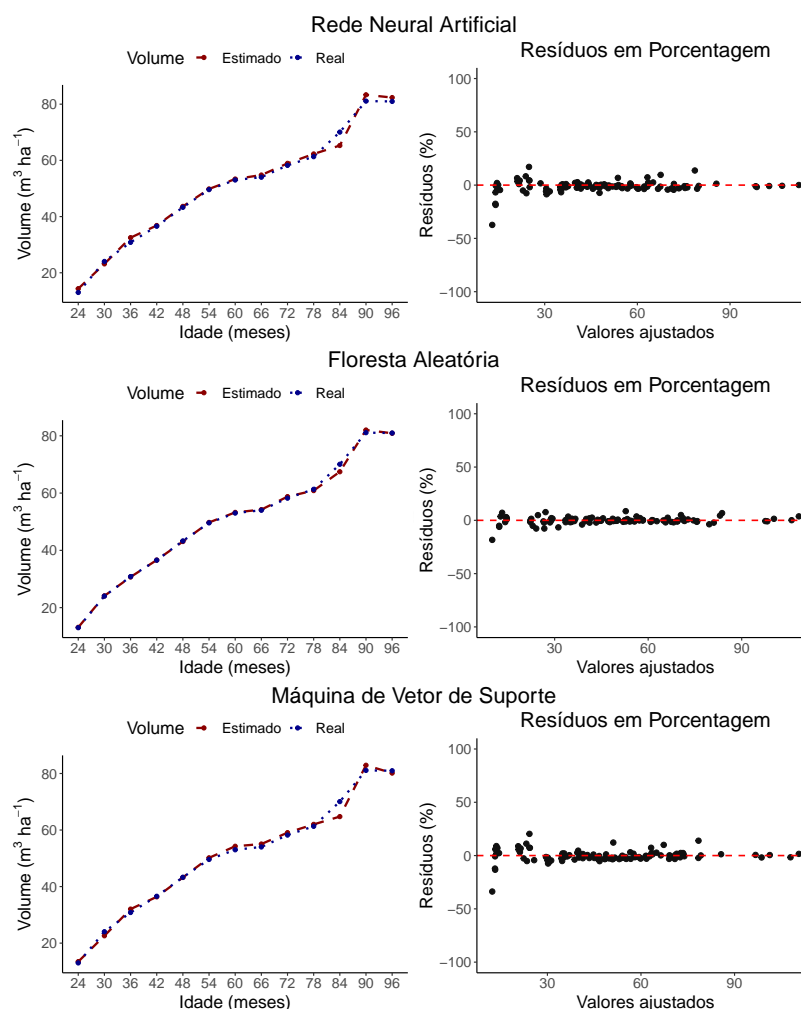 Rede Neural Artificial
Volume Estimado Real
Volume (m³ ha⁻¹)
80
60
40
20
24 30 36 42 48 54 60 66 72 78 84 90 96
Idade (meses)
Resíduos em Porcentagem
Resíduos (%)
100
50
0
−50
−100
30 60 90
Valores ajustados
Floresta Aleatória
Volume Estimado Real
Volume (m³ ha⁻¹)
80
60
40
20
24 30 36 42 48 54 60 66 72 78 84 90 96
Idade (meses)
Resíduos em Porcentagem
Resíduos (%)
100
50
0
−50
−100
30 60 90
Valores ajustados
Máquina de Vetor de Suporte
Volume Estimado Real
Volume (m³ ha⁻¹)
80
60
40
20
24 30 36 42 48 54 60 66 72 78 84 90 96
Idade (meses)
Resíduos em Porcentagem
Resíduos (%)
100
50
0
−50
−100
30 60 90
Valores ajustados